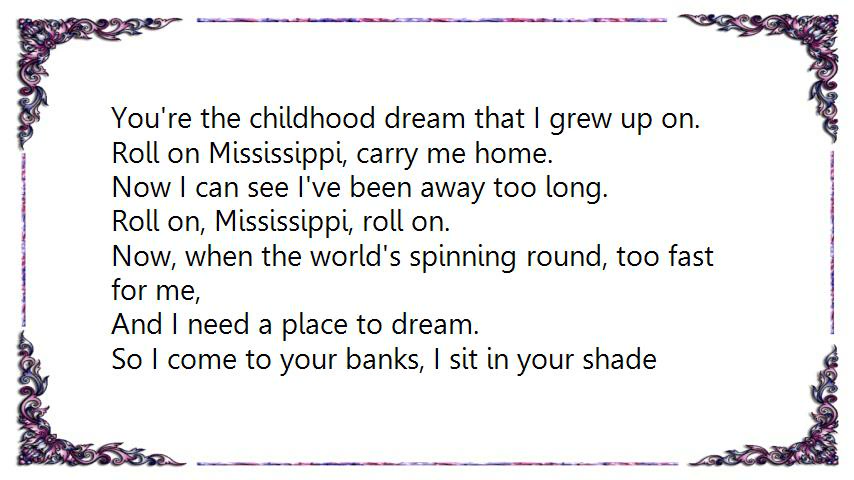 You're the childhood dream that I grew up on.
Roll on Mississippi, carry me home.
Now I can see I've been away too long.
Roll on, Mississippi, roll on.
Now, when the world's spinning round, too fast
for me,
And I need a place to dream.
So I come to your banks, I sit in your shade